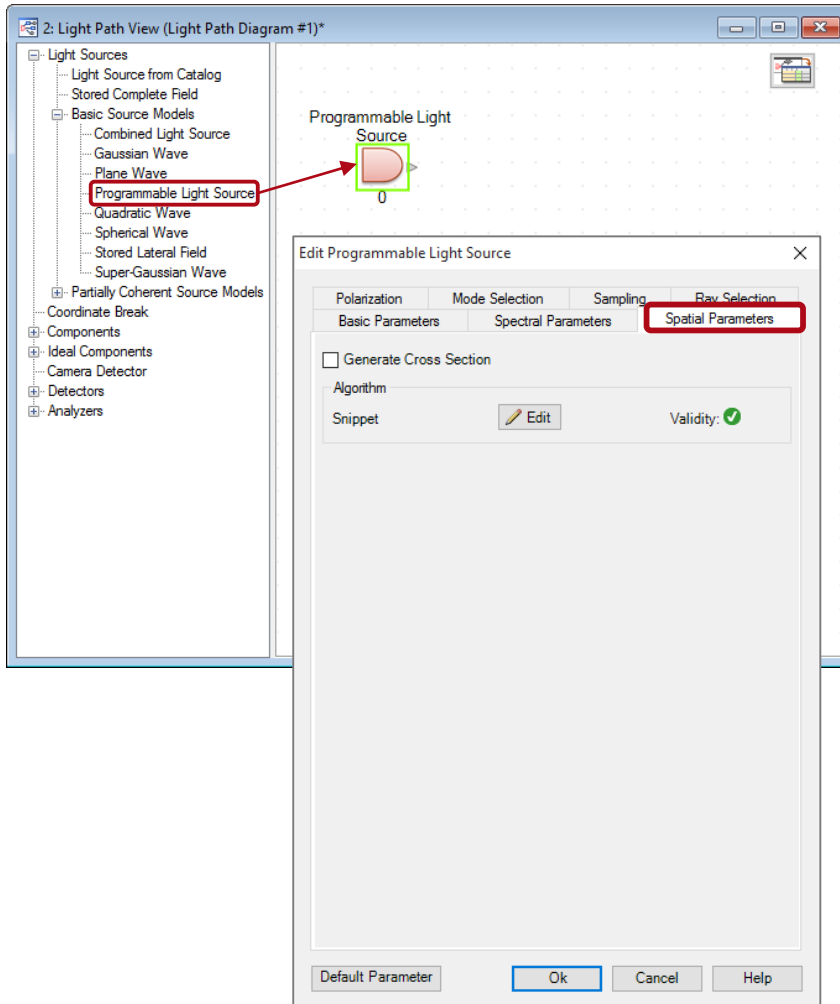 2: Light Path View (Light Path Diagram #1)*
Light Sources
Light Source from Catalog
Stored Complete Field
Basic Source Models
Combined Light Source
Gaussian Wave
Plane Wave
Programmable Light Source
Quadratic Wave
Spherical Wave
Stored Lateral Field
Super-Gaussian Wave
Partially Coherent Source Models
Coordinate Break
Components
Ideal Components
Camera Detector
Detectors
Analyzers
Programmable Light
Source
0
Edit Programmable Light Source
Polarization Mode Selection Sampling Ray Selection
Basic Parameters Spectral Parameters Spatial Parameters
Generate Cross Section
Algorithm
Snippet Edit Validity:
Default Parameter Ok Cancel Help